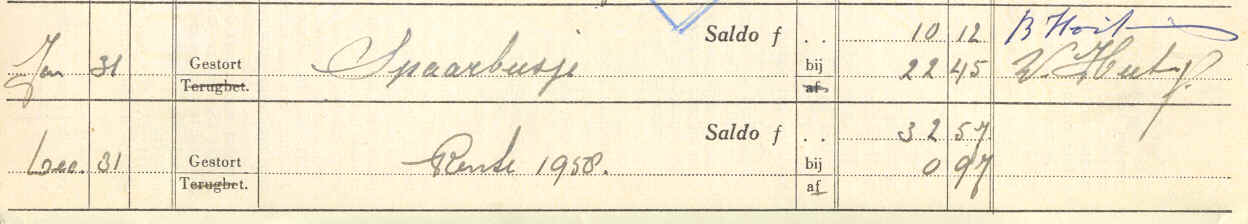 Saldo f . . 10 12
Jan 31 Gestort Spaarbusje bij 22 45
Terugbet. af
Saldo f . . 32 57
Dec. 31 Gestort Rente 1958. bij 0 97
Terugbet. af